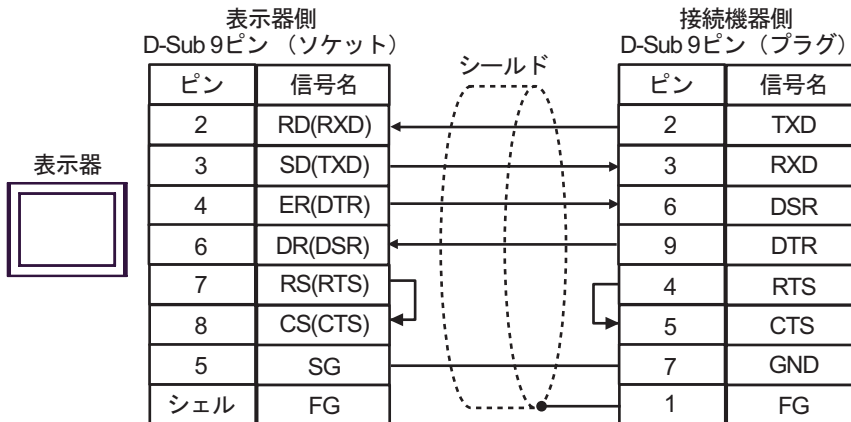 表示器側
D-Sub 9ピン （ソケット）
接続機器側
D-Sub 9ピン（プラグ）
シールド
表示器
ピン 信号名 ピン 信号名
2 RD(RXD) 2 TXD
3 SD(TXD) 3 RXD
4 ER(DTR) 6 DSR
6 DR(DSR) 9 DTR
7 RS(RTS) 4 RTS
8 CS(CTS) 5 CTS
5 SG 7 GND
シェル FG 1 FG